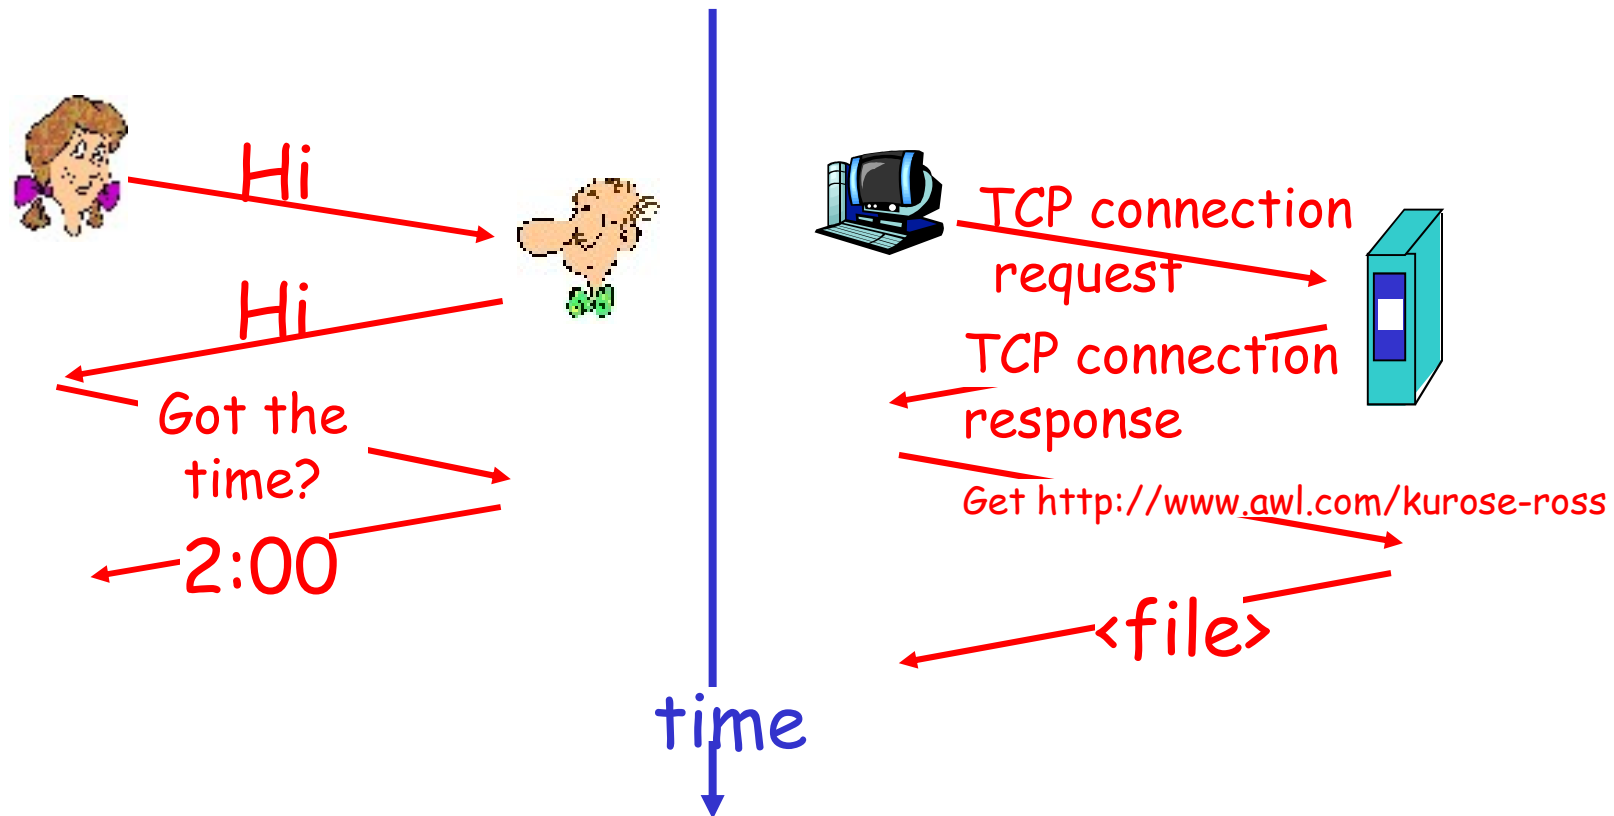 Hi
Hi
Got the
time?
2:00
TCP connection
request
TCP connection
response
Get http://www.awl.com/kurose-ross
<file>
time